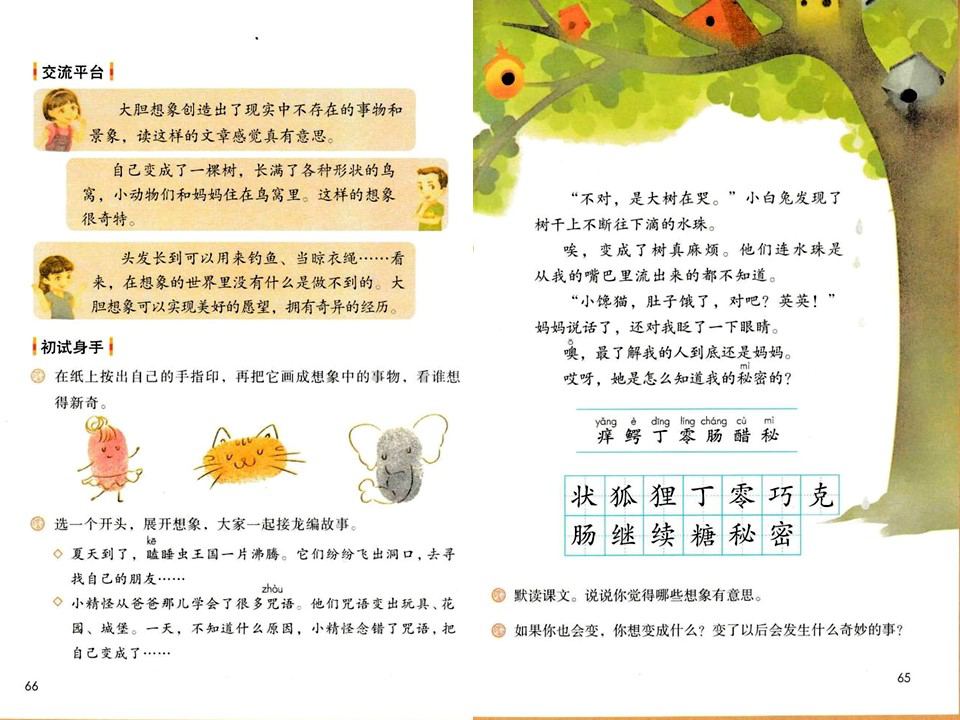 交流平台
大胆想象创造出了现实中不存在的事物和
景象，读这样的文章感觉真有意思。
自己变成了一棵树，长满了各种形状的鸟
窝，小动物们和妈妈住在鸟窝里。这样的想象
很奇特。
头发长到可以用来钓鱼、当晾衣绳……看
来，在想象的世界里没有什么是做不到的。大
胆想象可以实现美好的愿望，拥有奇异的经历。
初试身手
在纸上按出自己的手指印，再把它画成想象中的事物，看谁想
得新奇。
选一个开头，展开想象，大家一起接龙编故事。
kē
夏天到了，瞌睡虫王国一片沸腾。它们纷纷飞出洞口，去寻
找自己的朋友……
zhòu
小精怪从爸爸那儿学会了很多咒语。他们咒语变出玩具、花
园、城堡。一天，不知道什么原因，小精怪念错了咒语，把
自己变成了……
66
“不对，是大树在哭。”小白兔发现了
树干上不断往下滴的水珠。
唉，变成了树真麻烦。他们连水珠是
从我的嘴巴里流出来的都不知道。
“小馋猫，肚子饿了，对吧？英英！”
妈妈说话了，还对我眨了一下眼睛。
ō
噢，最了解我的人到底还是妈妈。
mì
哎呀，她是怎么知道我的秘密的？
yǎng è dīng líng cháng cù mì
痒 鳄 丁 零 肠 醋 秘
状 狐 狸 丁 零 巧 克
肠 继 续 糖 秘 密
默读课文。说说你觉得哪些想象有意思。
如果你也会变，你想变成什么？变了以后会发生什么奇妙的事？
65